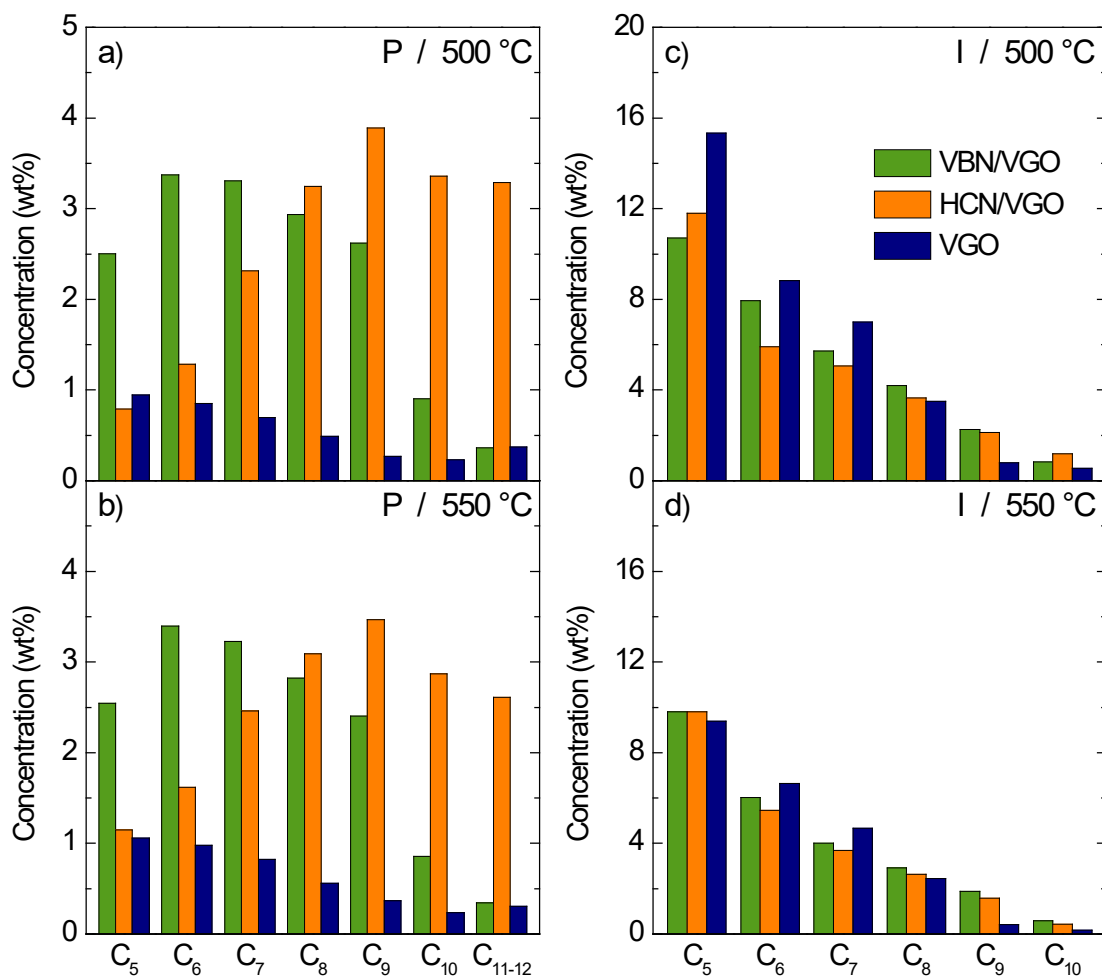 a) P / 500 °C
5
4
3
2
1
0
Concentration (wt%)
c) I / 500 °C
20
16
12
8
4
0
Concentration (wt%)
VBN/VGO
HCN/VGO
VGO
b) P / 550 °C
4
3
2
1
0
Concentration (wt%)
C5 C6 C7 C8 C9 C10 C11-12
d) I / 550 °C
16
12
8
4
0
Concentration (wt%)
C5 C6 C7 C8 C9 C10